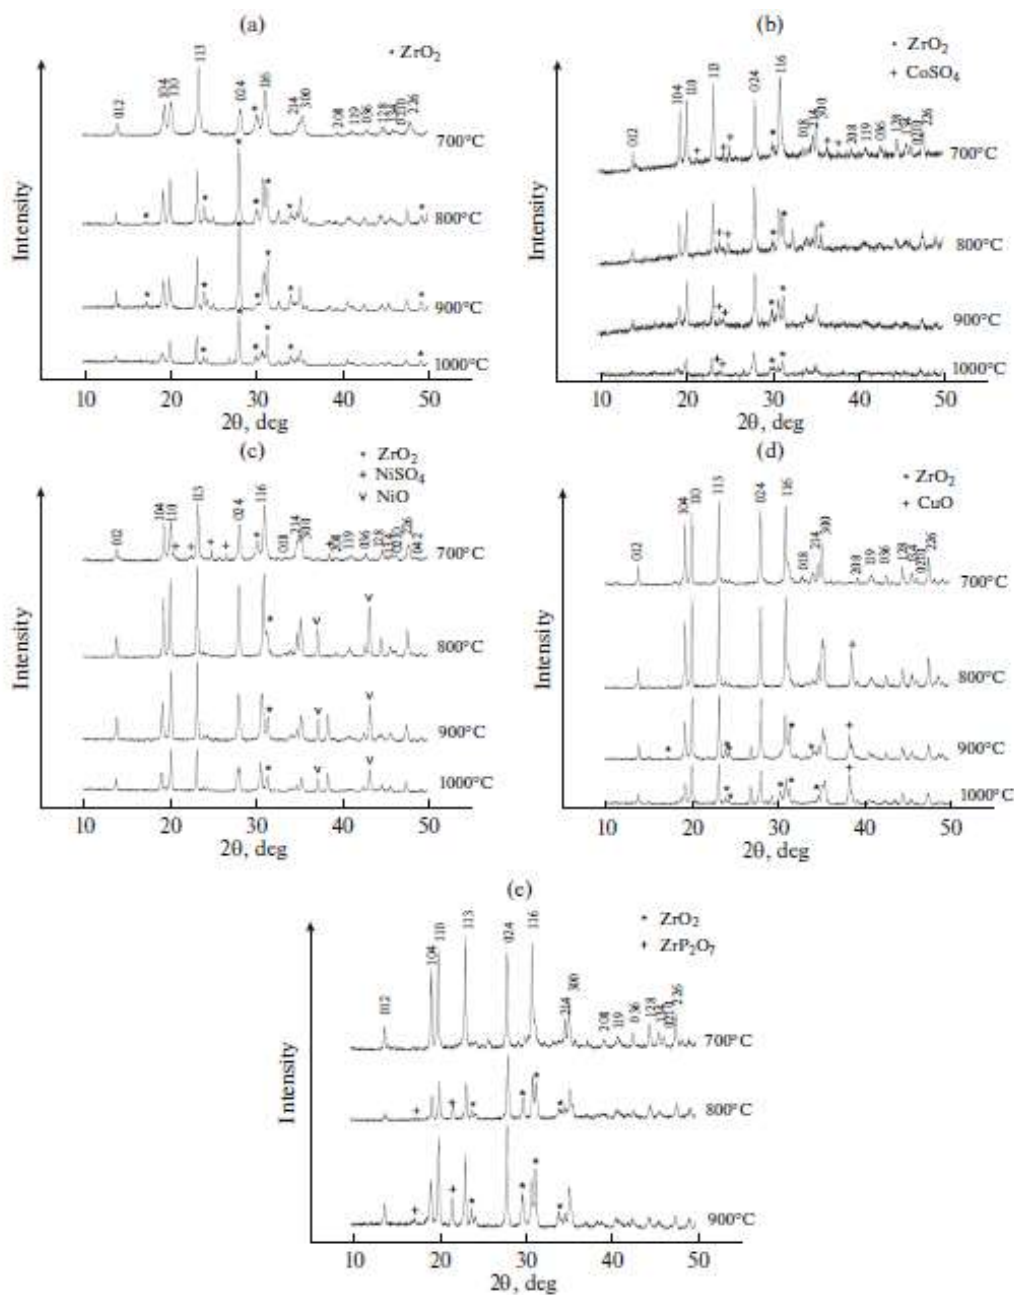 (a)
* ZrO2
Intensity
012
104
110
113
024
116
214
300
208
119
036
128
226
700°C
800°C
900°C
1000°C
10 20 30 40 50
2θ, deg
(b)
* ZrO2
+ CoSO4
Intensity
012
104
110
113
024
116
018
214
300
208
119
036
128
226
700°C
800°C
900°C
1000°C
10 20 30 40 50
2θ, deg
(c)
* ZrO2
+ NiSO4
v NiO
Intensity
012
104
110
113
024
116
018
214
300
208
119
036
128
226
700°C
v v
800°C
v v
900°C
v v
1000°C
10 20 30 40 50
2θ, deg
(d)
* ZrO2
+ CuO
Intensity
012
104
110
113
024
116
018
214
300
208
119
036
128
226
700°C
800°C
900°C
1000°C
10 20 30 40 50
2θ, deg
(e)
* ZrO2
+ ZrP2O7
Intensity
012
104
110
113
024
116
214
300
208
119
036
128
226
700°C
800°C
900°C
10 20 30 40 50
2θ, deg